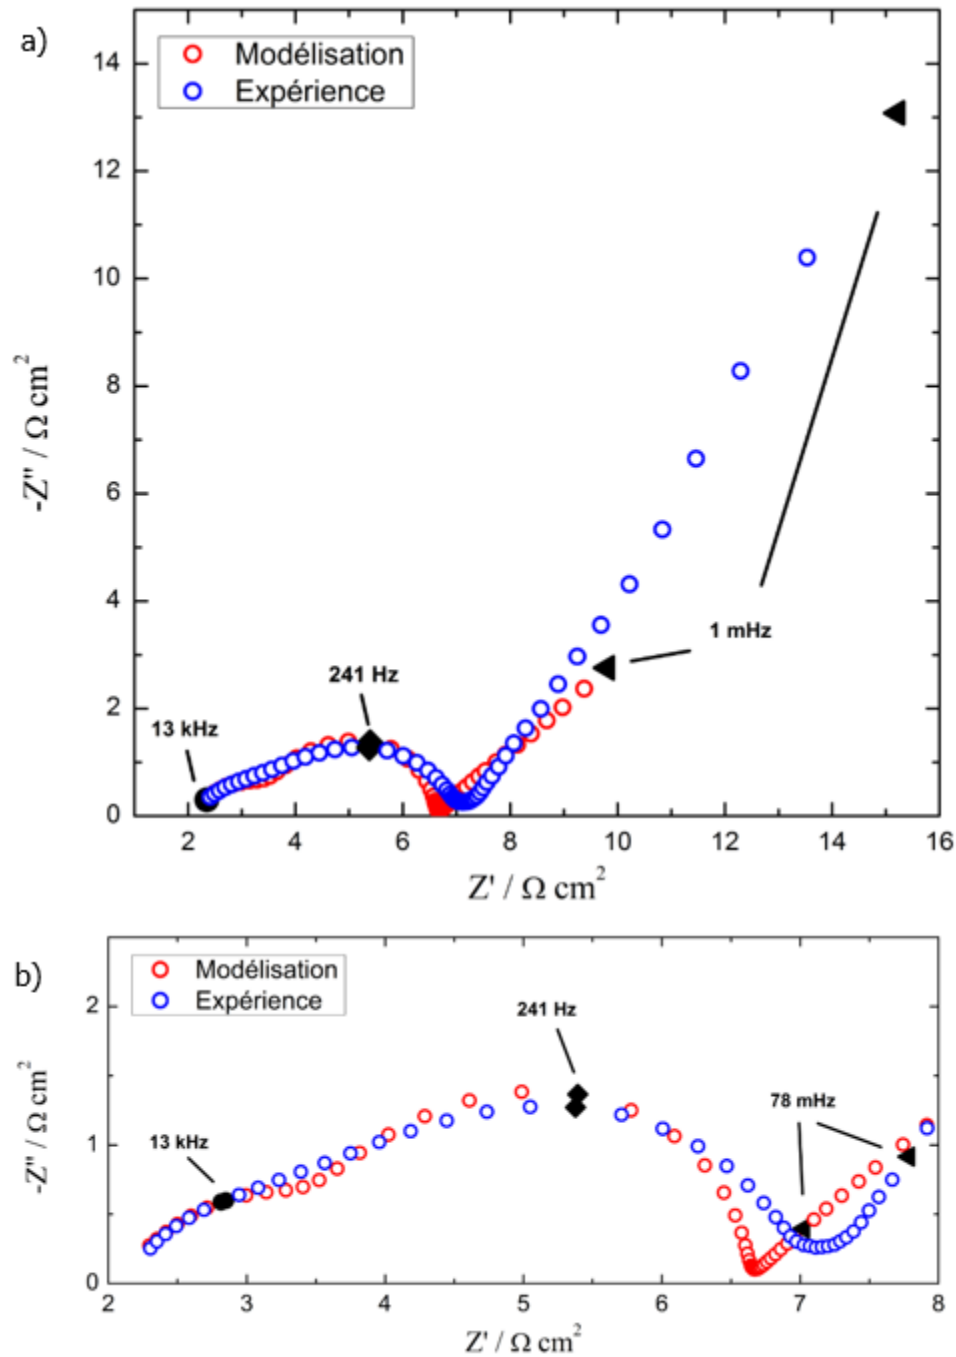 a)
Modélisation
Expérience
14
12
10
8
6
4
2
0
-Z'' / Ω cm²
1 mHz
241 Hz
13 kHz
2 4 6 8 10 12 14 16
Z' / Ω cm²
b)
Modélisation
Expérience
2
1
0
-Z'' / Ω cm²
241 Hz
78 mHz
13 kHz
2 3 4 5 6 7 8
Z' / Ω cm²